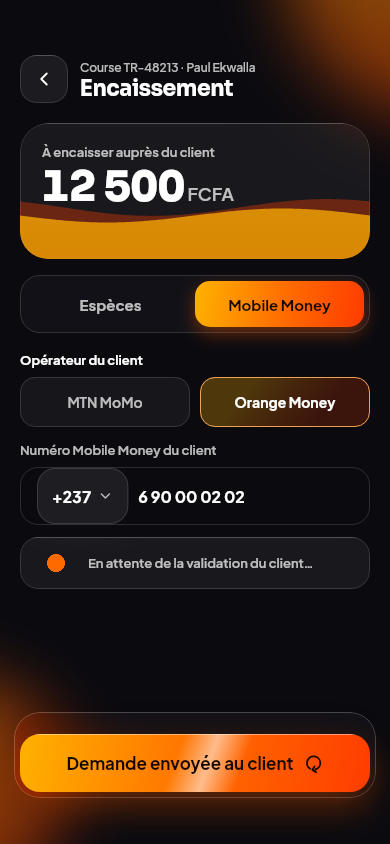 Course TR-48213 · Paul Ekwalla
Encaissement
À encaisser auprès du client
12 500 FCFA
Espèces
Mobile Money
Opérateur du client
MTN MoMo
Orange Money
Numéro Mobile Money du client
+237
6 90 00 02 02
En attente de la validation du client...
Demande envoyée au client